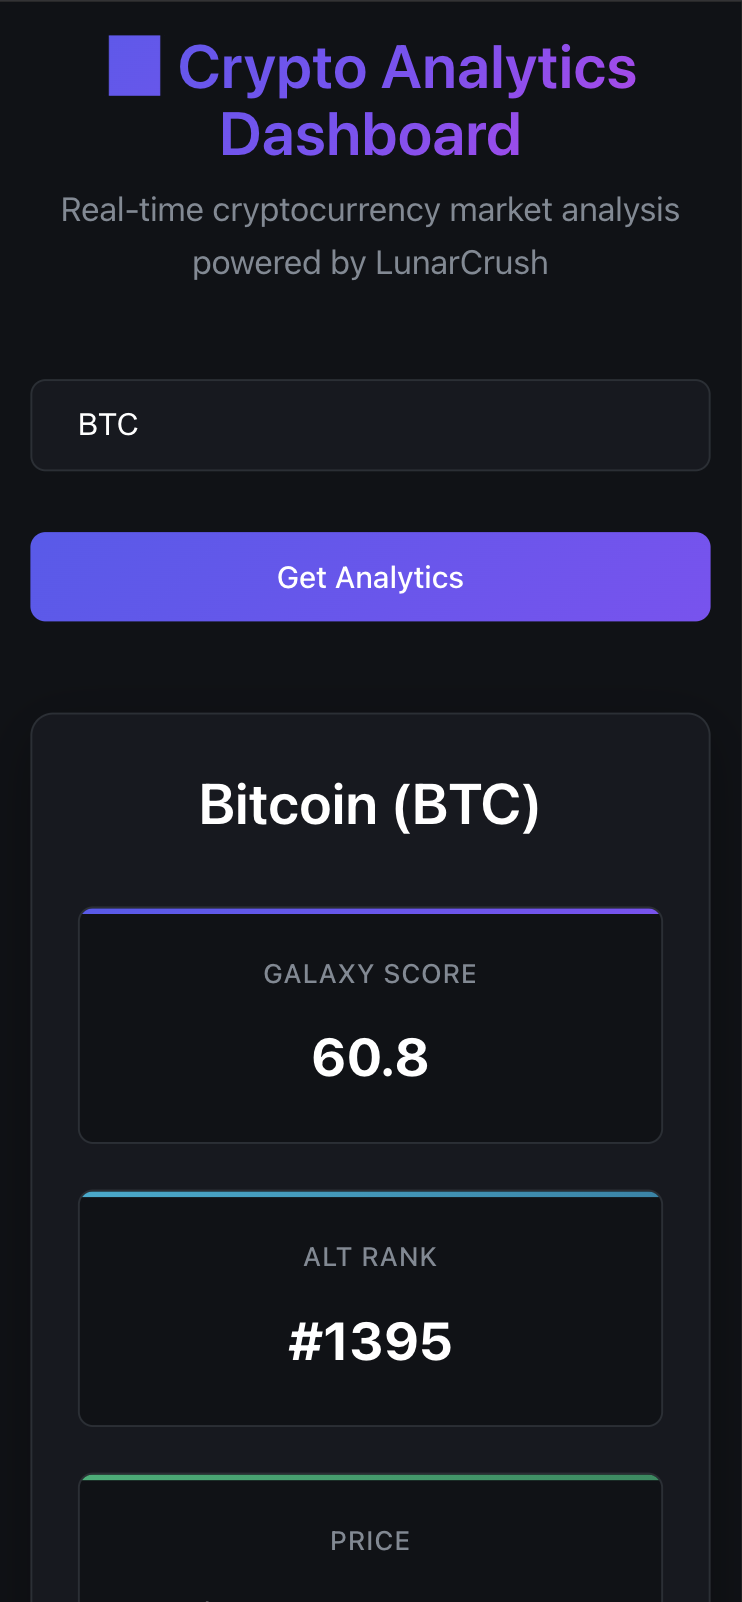 Crypto Analytics
Dashboard
Real-time cryptocurrency market analysis
powered by LunarCrush
BTC
Get Analytics
Bitcoin (BTC)
GALAXY SCORE
60.8
ALT RANK
#1395
PRICE